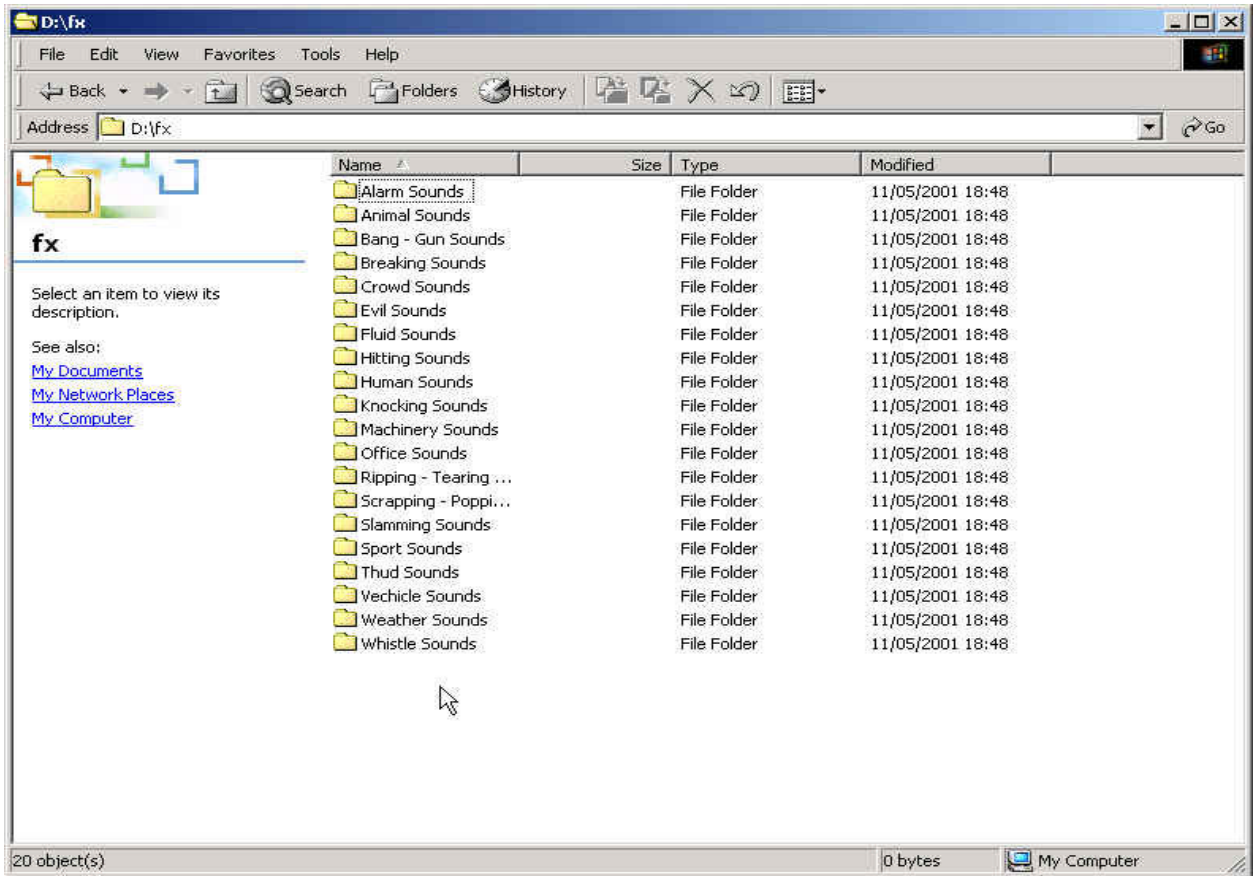 D:\fx
File Edit View Favorites Tools Help
Back Search Folders History
Address D:\fx Go
Name Size Type Modified
fx
Select an item to view its
description.
See also:
My Documents
My Network Places
My Computer
Alarm Sounds File Folder 11/05/2001 18:48
Animal Sounds File Folder 11/05/2001 18:48
Bang - Gun Sounds File Folder 11/05/2001 18:48
Breaking Sounds File Folder 11/05/2001 18:48
Crowd Sounds File Folder 11/05/2001 18:48
Evil Sounds File Folder 11/05/2001 18:48
Fluid Sounds File Folder 11/05/2001 18:48
Hitting Sounds File Folder 11/05/2001 18:48
Human Sounds File Folder 11/05/2001 18:48
Knocking Sounds File Folder 11/05/2001 18:48
Machinery Sounds File Folder 11/05/2001 18:48
Office Sounds File Folder 11/05/2001 18:48
Ripping - Tearing ... File Folder 11/05/2001 18:48
Scrapping - Poppi... File Folder 11/05/2001 18:48
Slamming Sounds File Folder 11/05/2001 18:48
Sport Sounds File Folder 11/05/2001 18:48
Thud Sounds File Folder 11/05/2001 18:48
Vechicle Sounds File Folder 11/05/2001 18:48
Weather Sounds File Folder 11/05/2001 18:48
Whistle Sounds File Folder 11/05/2001 18:48
20 object(s) 0 bytes My Computer